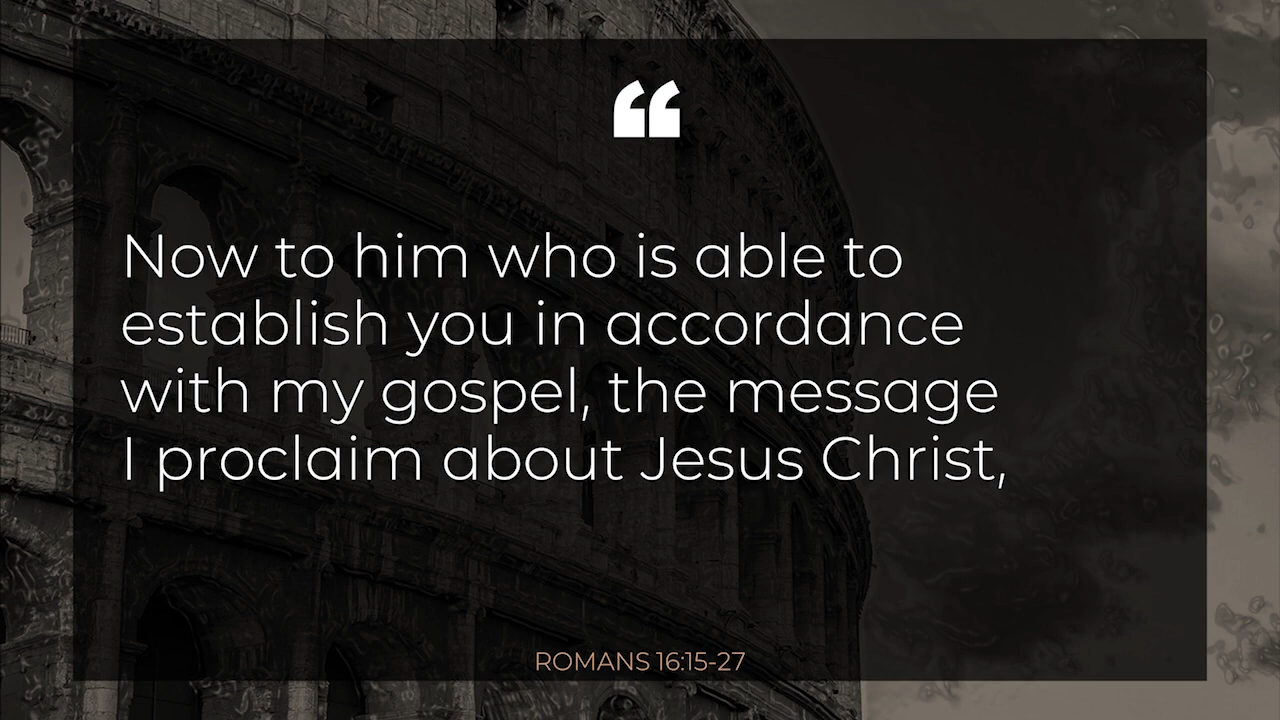 “
Now to him who is able to
establish you in accordance
with my gospel, the message
I proclaim about Jesus Christ,
ROMANS 16:15-27